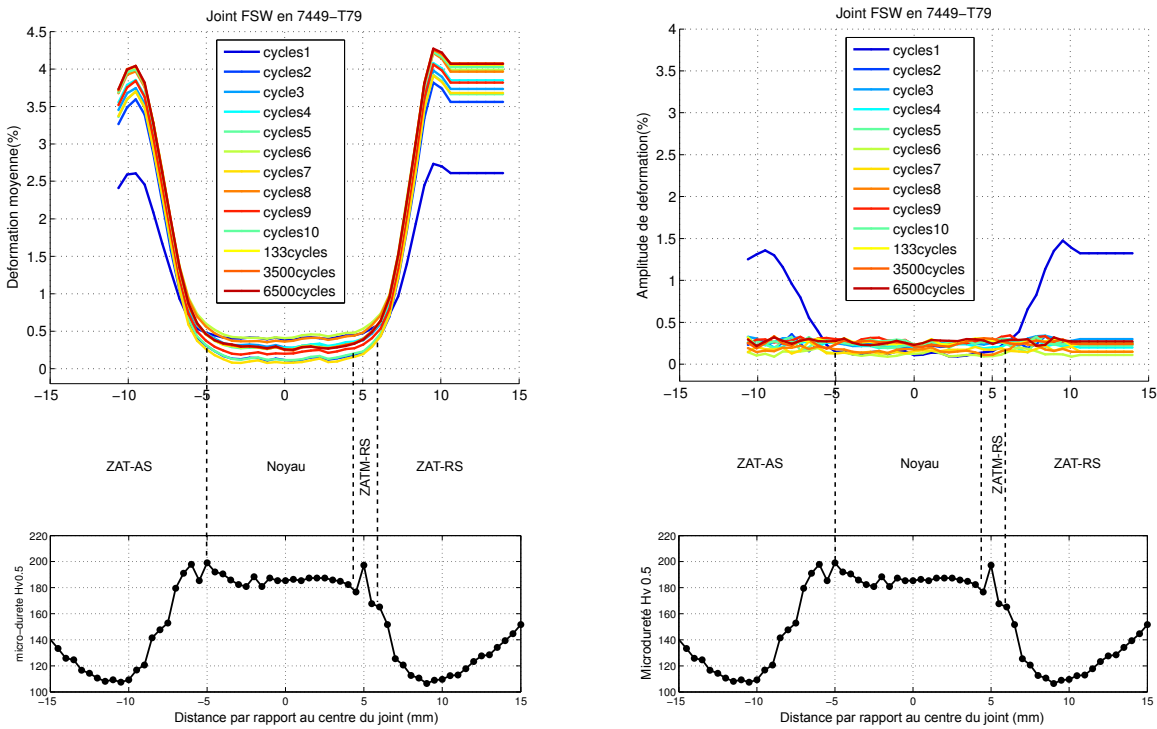 Joint FSW en 7449−T79
4.5
4
3.5
3
2.5
2
1.5
1
0.5
0
Deformation moyenne(%)
cycles1
cycles2
cycle3
cycles4
cycles5
cycles6
cycles7
cycles8
cycles9
cycles10
133cycles
3500cycles
6500cycles
−15
−10
−5
0
5
10
15
ZAT-AS
Noyau
ZATM-RS
ZAT-RS
220
200
180
160
140
120
100
micro−durete Hv0.5
−15
−10
−5
0
5
10
15
Distance par rapport au centre du joint (mm)
Joint FSW en 7449−T79
4
3.5
3
2.5
2
1.5
1
0.5
0
Amplitude de deformation(%)
cycles1
cycles2
cycle3
cycles4
cycles5
cycles6
cycles7
cycles8
cycles9
cycles10
133cycles
3500cycles
6500cycles
−15
−10
−5
0
5
10
15
ZAT-AS
Noyau
ZATM-RS
ZAT-RS
220
200
180
160
140
120
100
Microdureté Hv 0.5
−15
−10
−5
0
5
10
15
Distance par rapport au centre du joint (mm)